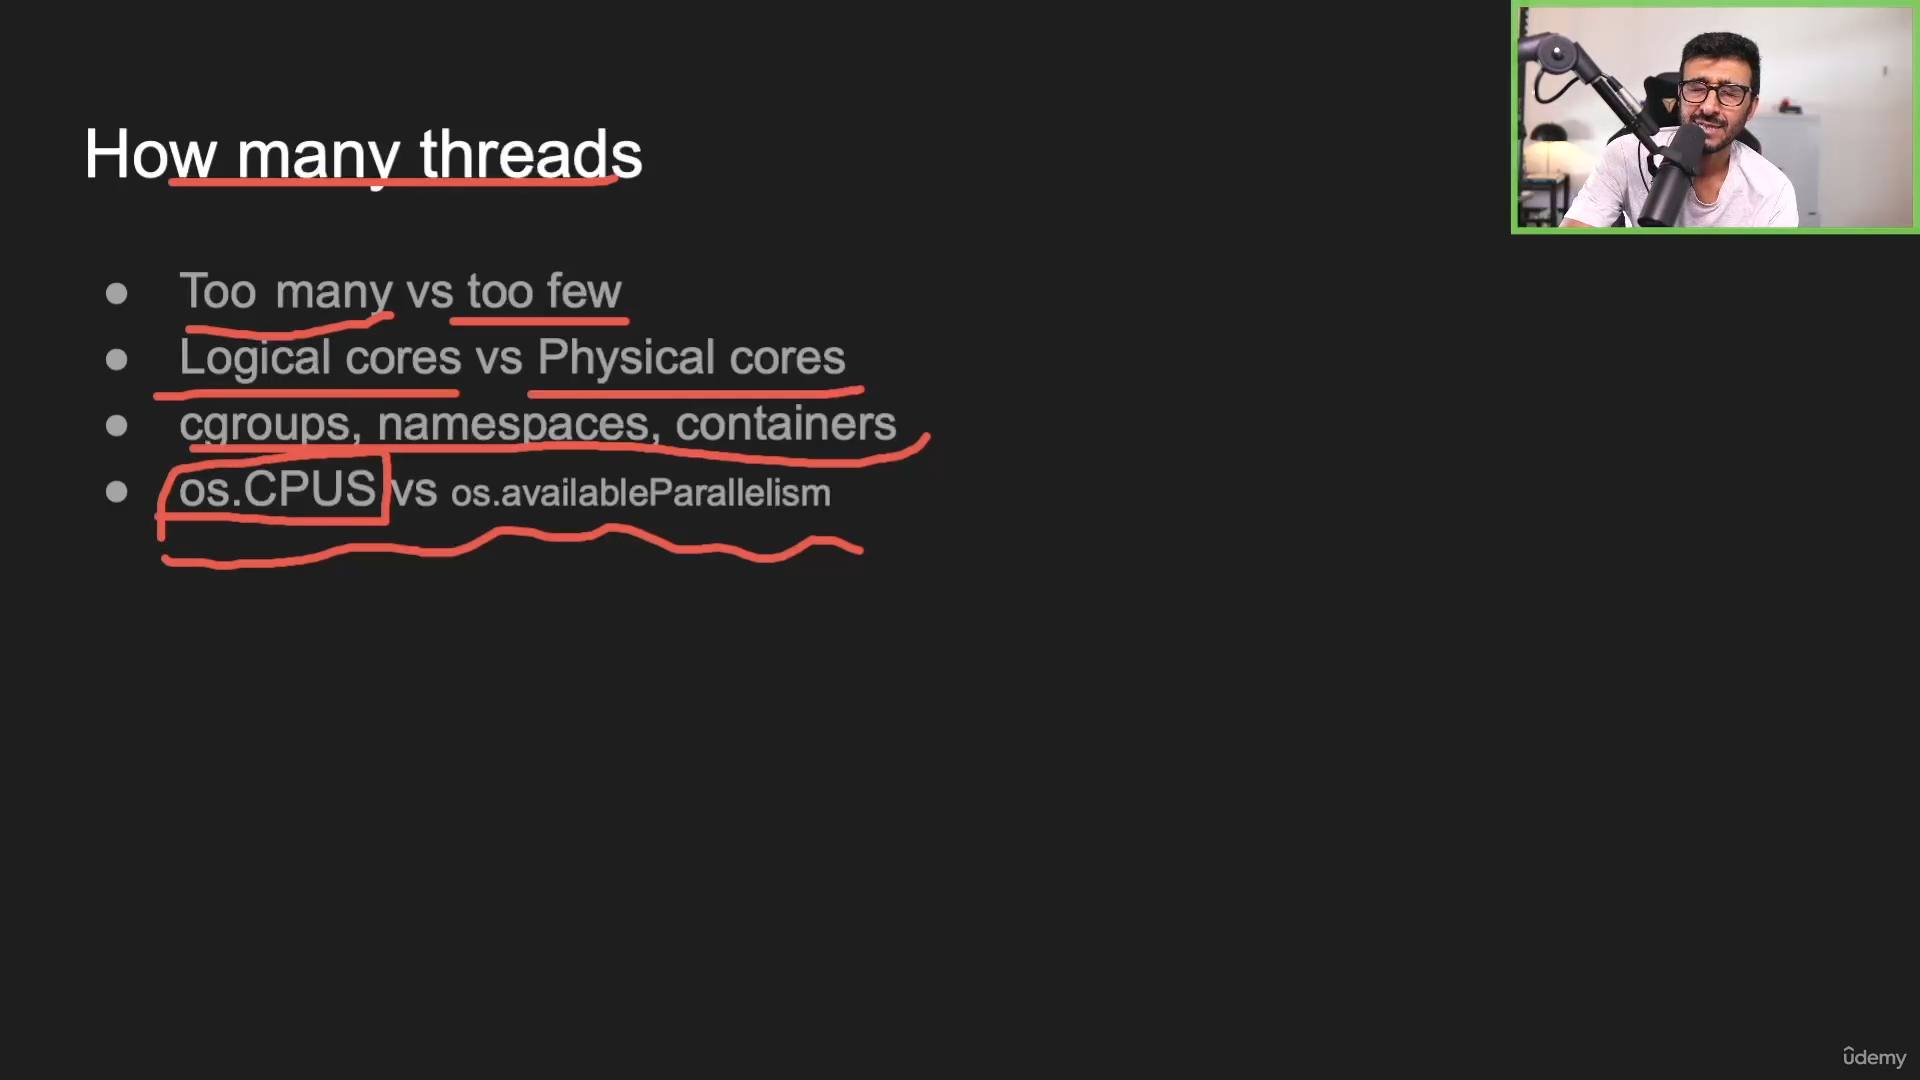 How many threads
● Too many vs too few
● Logical cores vs Physical cores
● cgroups, namespaces, containers
● os.CPUS vs os.availableParallelism
ûdemy